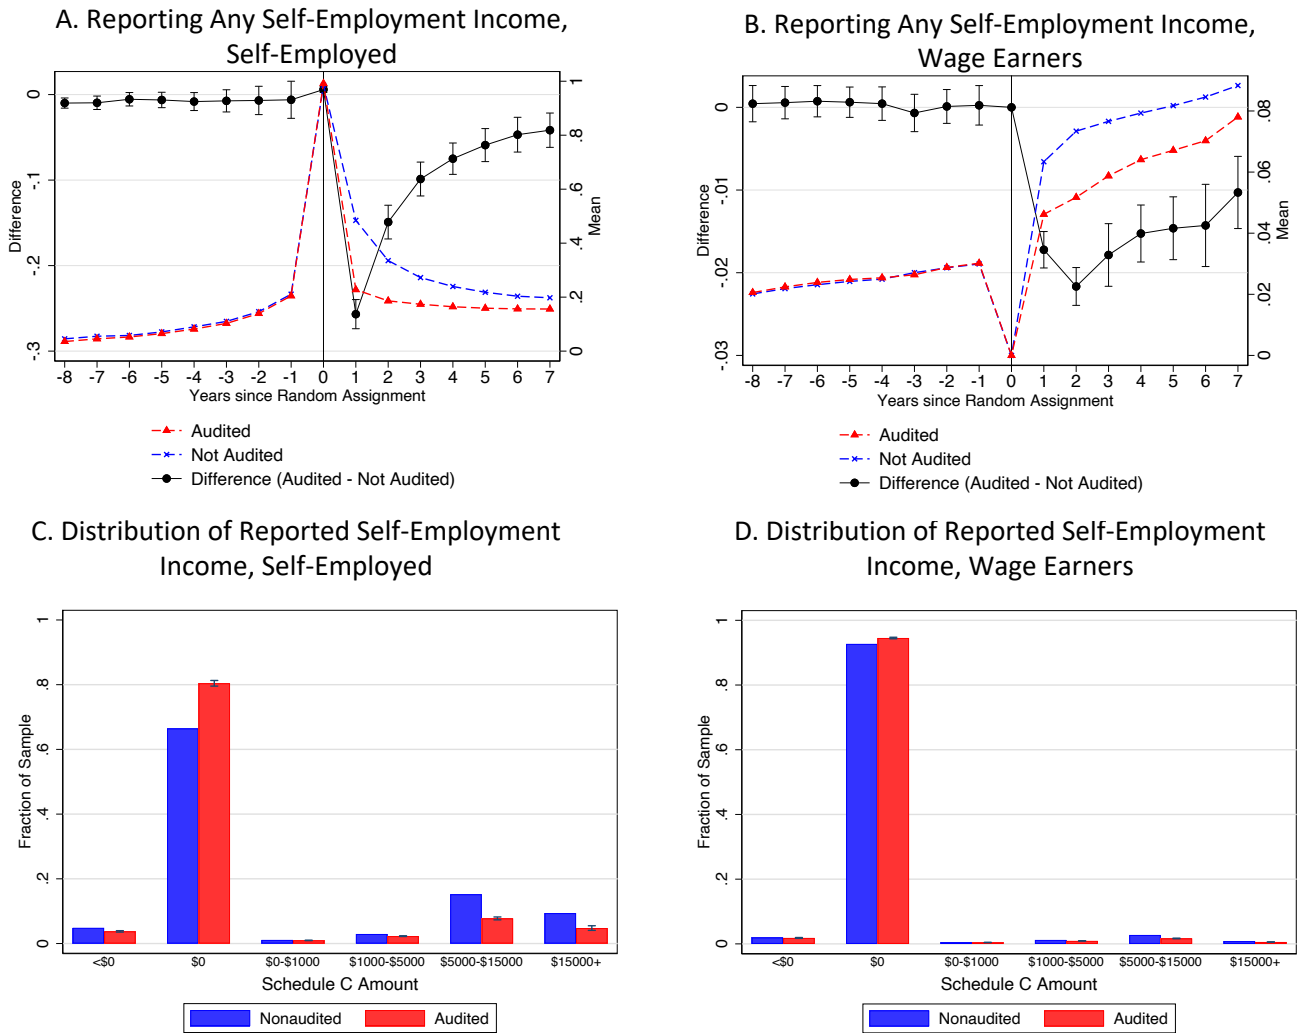 A. Reporting Any Self-Employment Income,
Self-Employed
0
-.1
-.2
-.3
Difference
1
.8
.6
.4
.2
0
Mean
-8 -7 -6 -5 -4 -3 -2 -1 0 1 2 3 4 5 6 7
Years since Random Assignment
Audited
Not Audited
Difference (Audited - Not Audited)
B. Reporting Any Self-Employment Income,
Wage Earners
0
-.01
-.02
-.03
Difference
.08
.06
.04
.02
0
Mean
-8 -7 -6 -5 -4 -3 -2 -1 0 1 2 3 4 5 6 7
Years since Random Assignment
Audited
Not Audited
Difference (Audited - Not Audited)
C. Distribution of Reported Self-Employment
Income, Self-Employed
1
.8
.6
.4
.2
0
Fraction of Sample
<$0 $0 $0-$1000 $1000-$5000 $5000-$15000 $15000+
Schedule C Amount
Nonaudited Audited
D. Distribution of Reported Self-Employment
Income, Wage Earners
1
.8
.6
.4
.2
0
Fraction of Sample
<$0 $0 $0-$1000 $1000-$5000 $5000-$15000 $15000+
Schedule C Amount
Nonaudited Audited